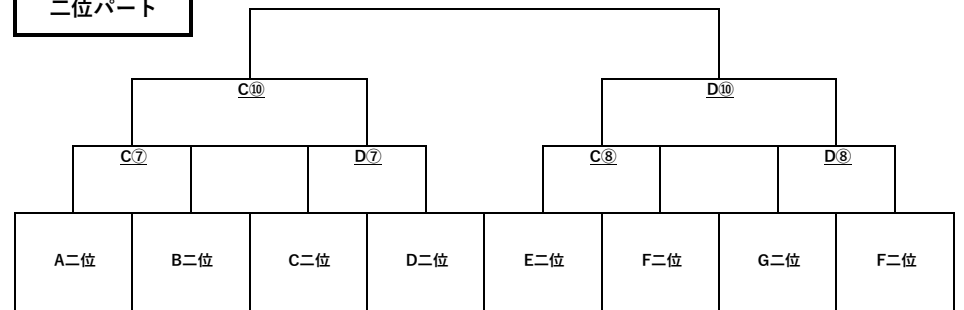 二位パート
C⑩ D⑩
C⑦ D⑦ C⑧ D⑧
A二位 B二位 C二位 D二位 E二位 F二位 G二位 F二位